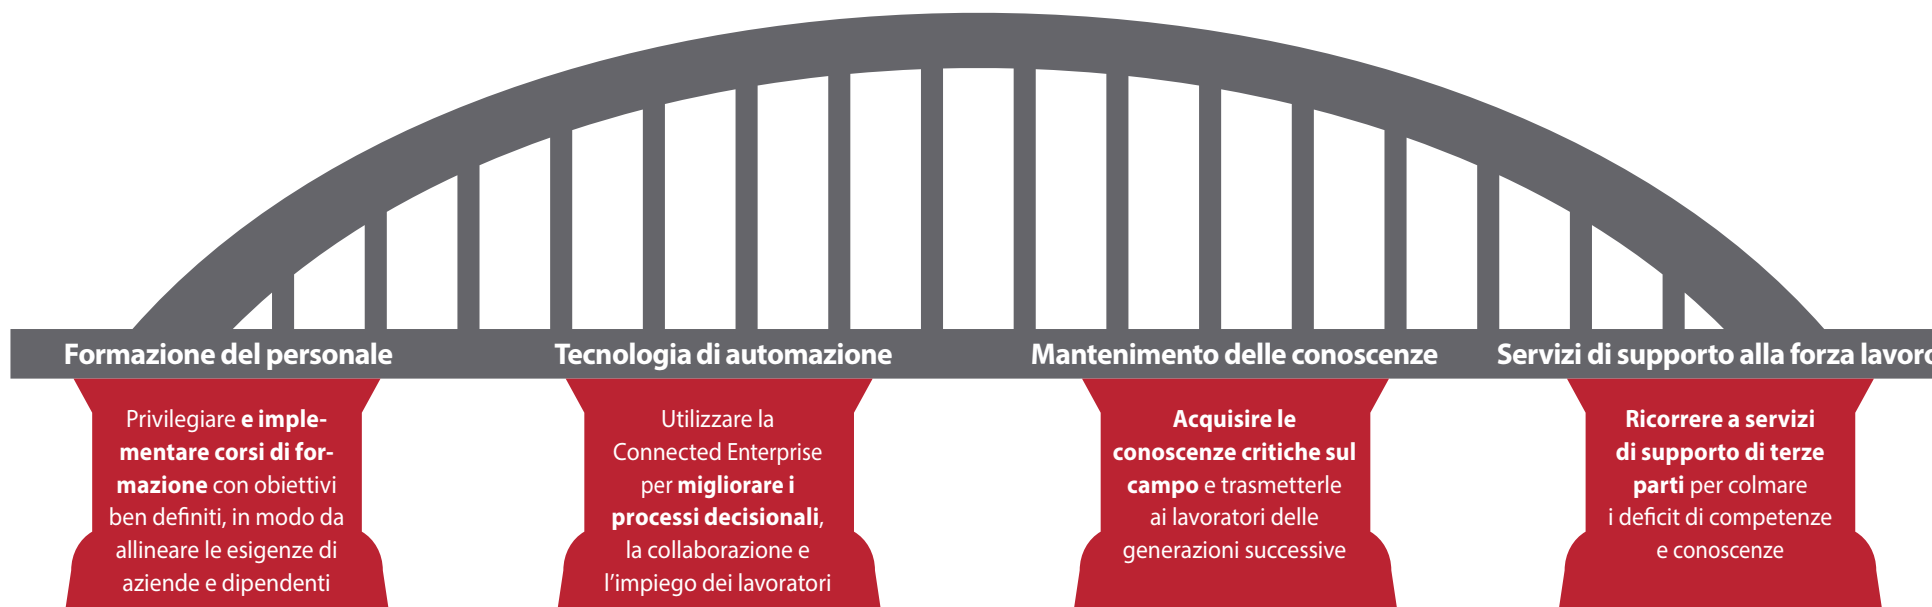 Formazione del personale
Privilegiare e imple-
mentare corsi di for-
mazione con obiettivi
ben definiti, in modo da
allineare le esigenze di
aziende e dipendenti
Tecnologia di automazione
Utilizzare la
Connected Enterprise
per migliorare i
processi decisionali,
la collaborazione e
l’impiego dei lavoratori
Mantenimento delle conoscenze
Acquisire le
conoscenze critiche sul
campo e trasmetterle
ai lavoratori delle
generazioni successive
Servizi di supporto alla forza lavoro
Ricorrere a servizi
di supporto di terze
parti per colmare
i deficit di competenze
e conoscenze